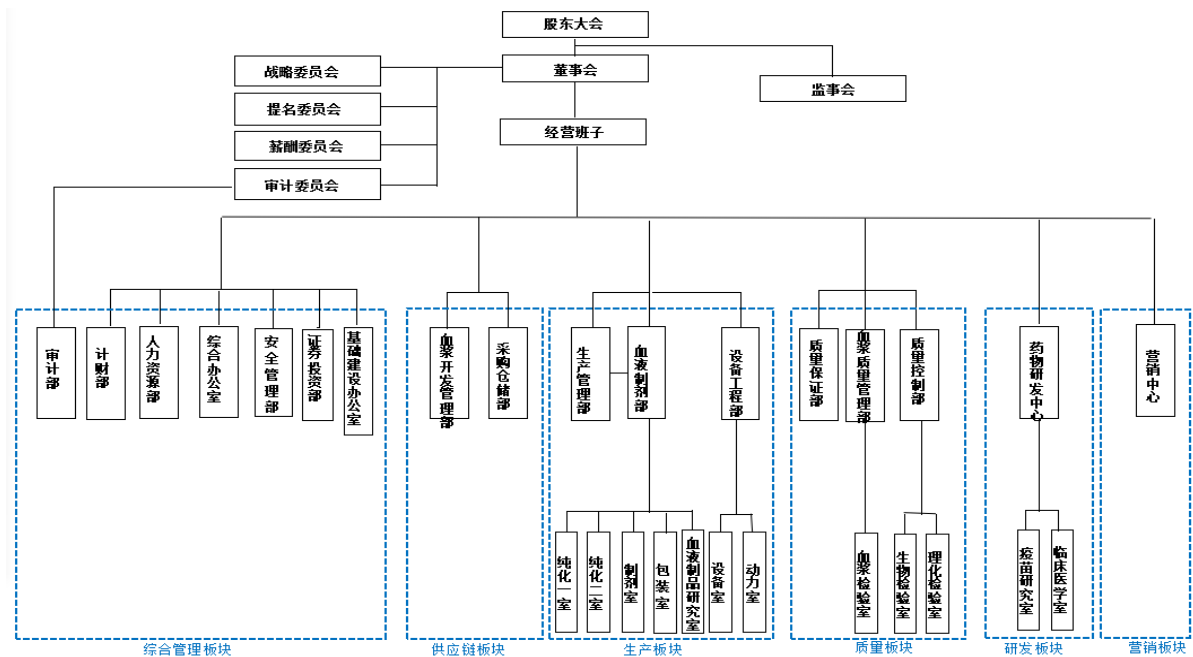 股东大会
董事会
监事会
战略委员会
提名委员会
薪酬委员会
审计委员会
经营班子
审计部
计财部
人力资源部
综合办公室
安全管理部
证券投资部
基础建设办公室
血浆开发管理部
采购仓储部
生产管理部
血液制剂部
设备工程部
质量保证部
血浆质量管理部
质量控制部
药物研发中心
营销中心
纯化一室
纯化二室
制剂室
包装室
血液制品研究室
设备室
动力室
血浆检验室
生物检验室
理化检验室
疫苗研究室
临床医学室
综合管理板块
供应链板块
生产板块
质量板块
研发板块
营销板块